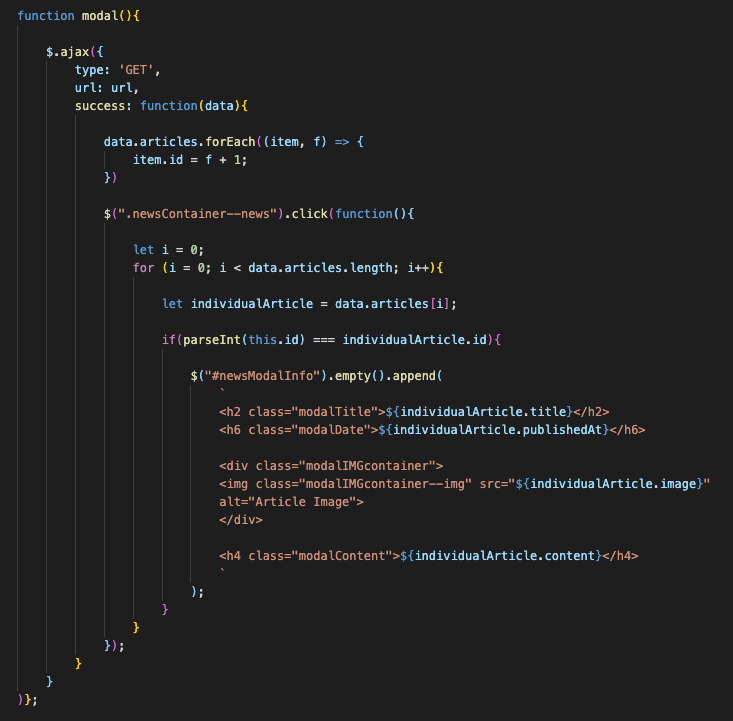 function modal(){
$.ajax({
type: 'GET',
url: url,
success: function(data){
data.articles.forEach((item, f) => {
item.id = f + 1;
})
$(".newsContainer--news").click(function(){
let i = 0;
for (i = 0; i < data.articles.length; i++){
let individualArticle = data.articles[i];
if(parseInt(this.id) === individualArticle.id){
$("#newsModalInfo").empty().append(
`
<h2 class="modalTitle">${individualArticle.title}</h2>
<h6 class="modalDate">${individualArticle.publishedAt}</h6>
<div class="modalIMGcontainer">
<img class="modalIMGcontainer--img" src="${individualArticle.image}"
alt="Article Image">
</div>
<h4 class="modalContent">${individualArticle.content}</h4>
`
);
}
}
});
}
}
)};